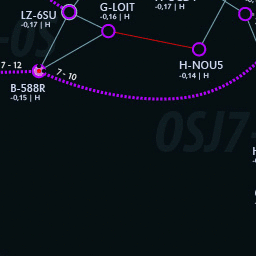 G-LOIT
-0,16 | H
-0,17 | H
LZ-6SU
-0,17 | H
H-NOU5
-0,14 | H
7 - 12
7 - 10
B-588R
-0,15 | H
0SJ7-